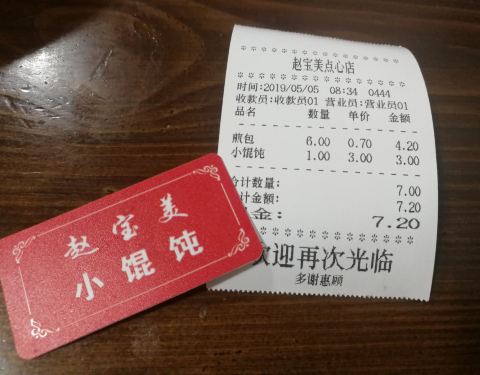 赵宝美点心店
时间:2019/05/05 08:34 0444
收款员:收款员01 营业员:营业员01
品名 数量 单价 金额
煎包 6.00 0.70 4.20
小馄饨 1.00 3.00 3.00
合计数量: 7.00
计金额: 7.20
金: 7.20
欢迎再次光临
多谢惠顾
赵宝美
小馄饨